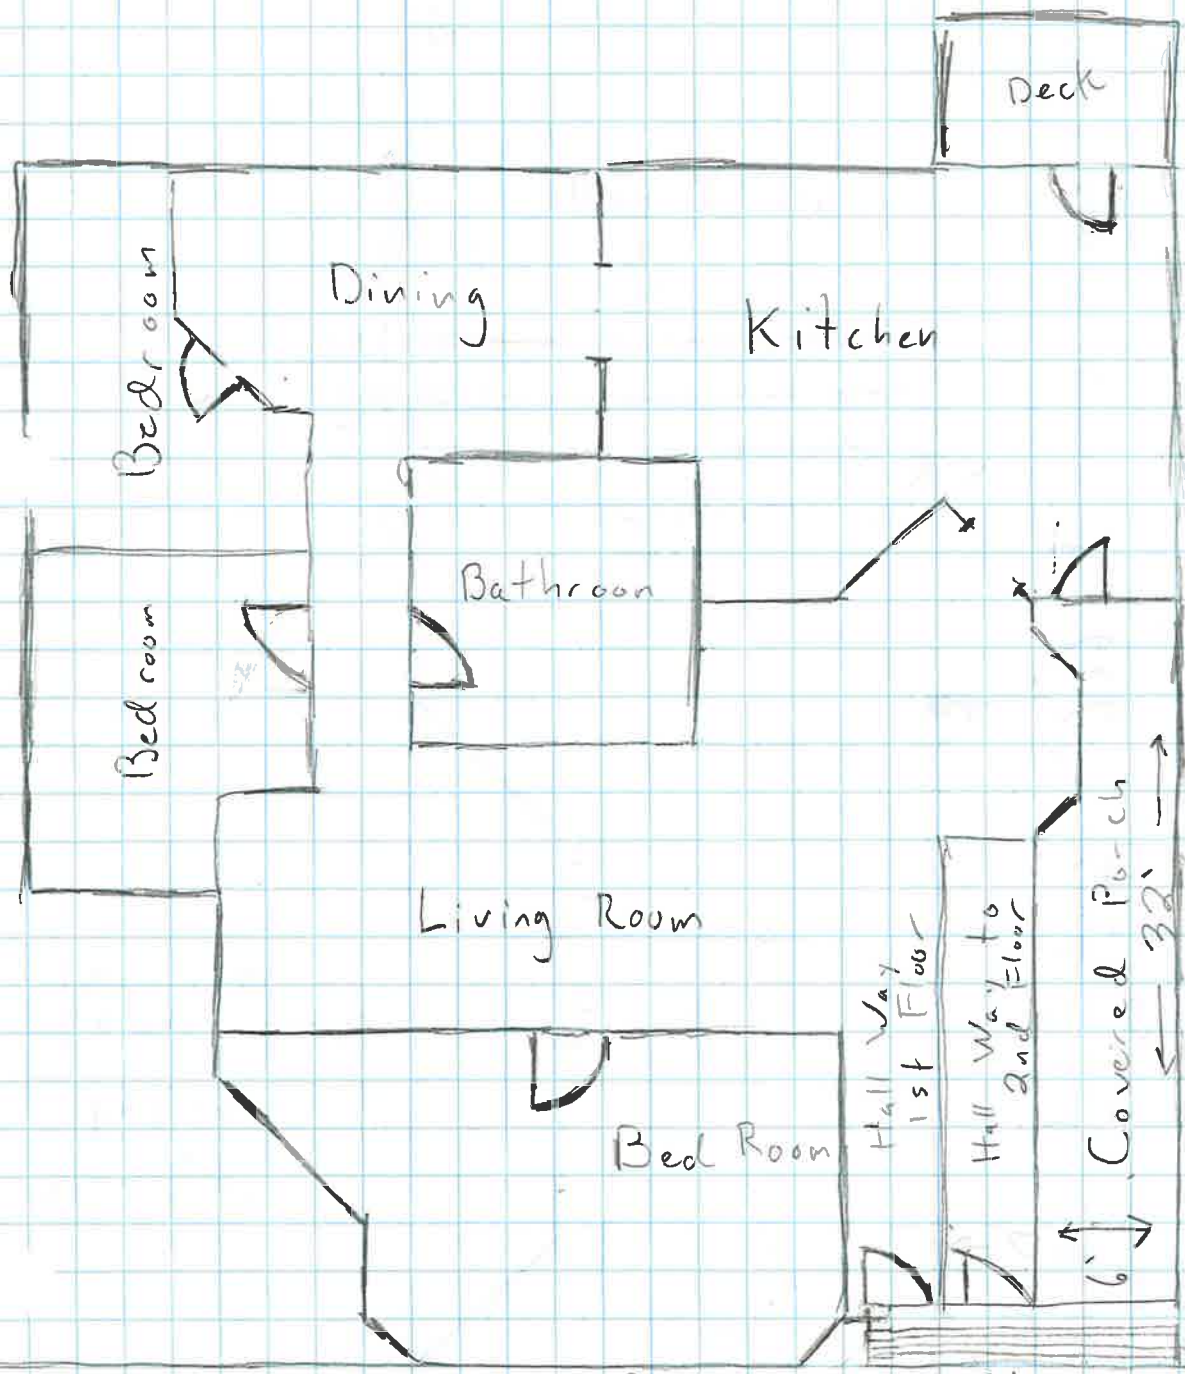 Deck
Dining
Kitchen
Bedroom
Bathroom
Bedroom
Living Room
Hall Way
1st Floor
Hall Way to
2nd Floor
Covered Porch
32'
Bed Room
6'